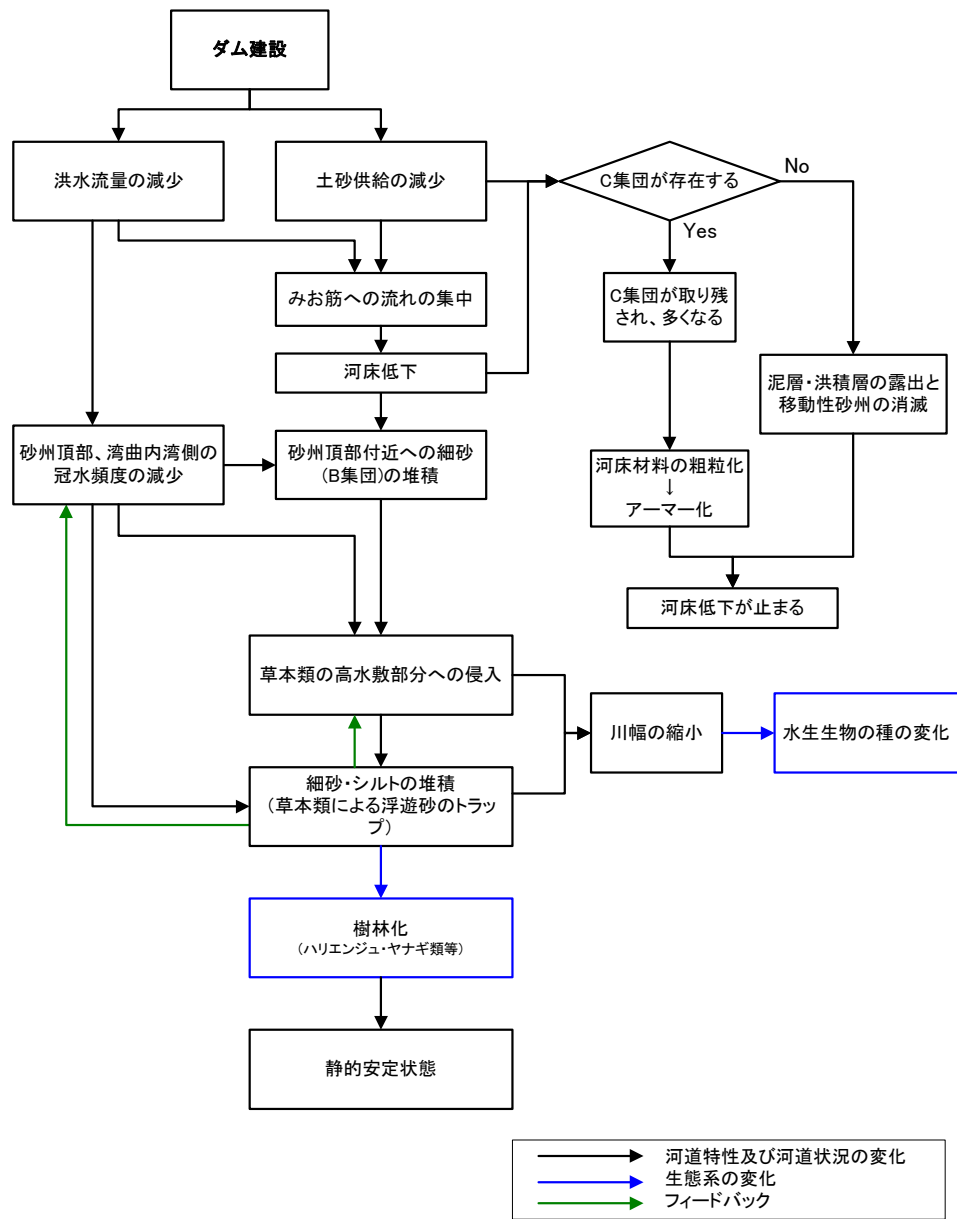 ダム建設
洪水流量の減少
土砂供給の減少
C集団が存在する
No
Yes
みお筋への流れの集中
C集団が取り残
され、多くなる
河床低下
泥層・洪積層の露出と
移動性砂州の消滅
砂州頂部、湾曲内湾側の
冠水頻度の減少
砂州頂部付近への細砂
(B集団)の堆積
河床材料の粗粒化
↓
アーマー化
河床低下が止まる
草本類の高水敷部分への侵入
川幅の縮小
水生生物の種の変化
細砂・シルトの堆積
(草本類による浮遊砂のトラッ
プ)
樹林化
(ハリエンジュ・ヤナギ類等)
静的安定状態
河道特性及び河道状況の変化
生態系の変化
フィードバック